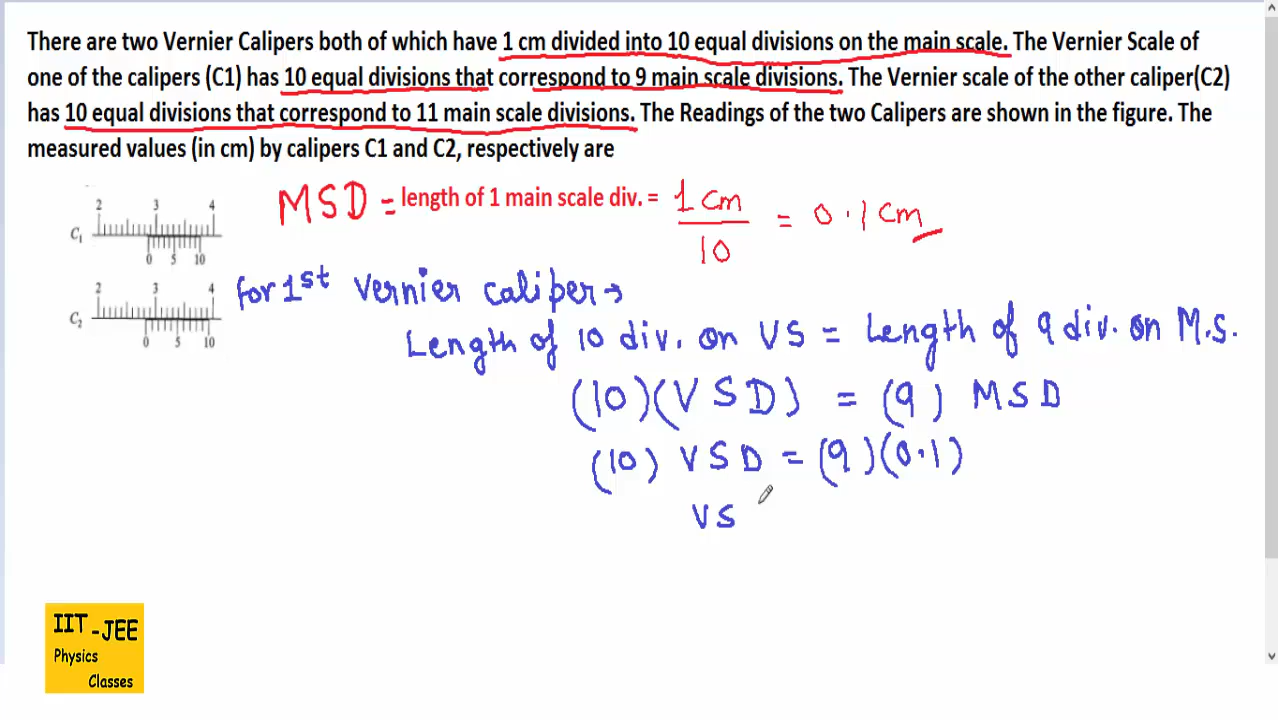 There are two Vernier Calipers both of which have 1 cm divided into 10 equal divisions on the main scale. The Vernier Scale of
one of the calipers (C1) has 10 equal divisions that correspond to 9 main scale divisions. The Vernier scale of the other caliper(C2)
has 10 equal divisions that correspond to 11 main scale divisions. The Readings of the two Calipers are shown in the figure. The
measured values (in cm) by calipers C1 and C2, respectively are
MSD = length of 1 main scale div. = 1 cm / 10 = 0.1 cm
2 3 4
C1
0 5 10
for 1st Vernier caliper→
2 3 4
C2
0 5 10
Length of 10 div. on VS = Length of 9 div. on M.S.
(10)(VSD) = (9) MSD
(10) VSD = (9)(0.1)
VS
IIT-JEE
Physics
Classes